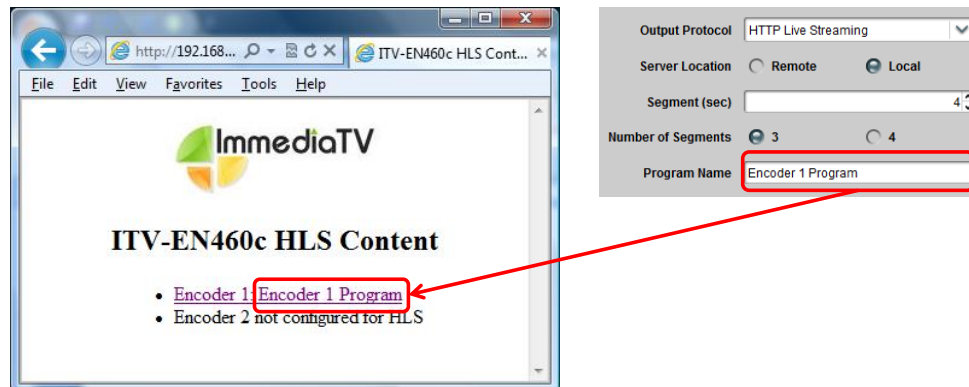 http://192.168...
ITV-EN460c HLS Cont...
File Edit View Favorites Tools Help
ImmediaTV
ITV-EN460c HLS Content
• Encoder 1: Encoder 1 Program
• Encoder 2 not configured for HLS
Output Protocol HTTP Live Streaming
Server Location Remote Local
Segment (sec) 4
Number of Segments 3 4
Program Name Encoder 1 Program